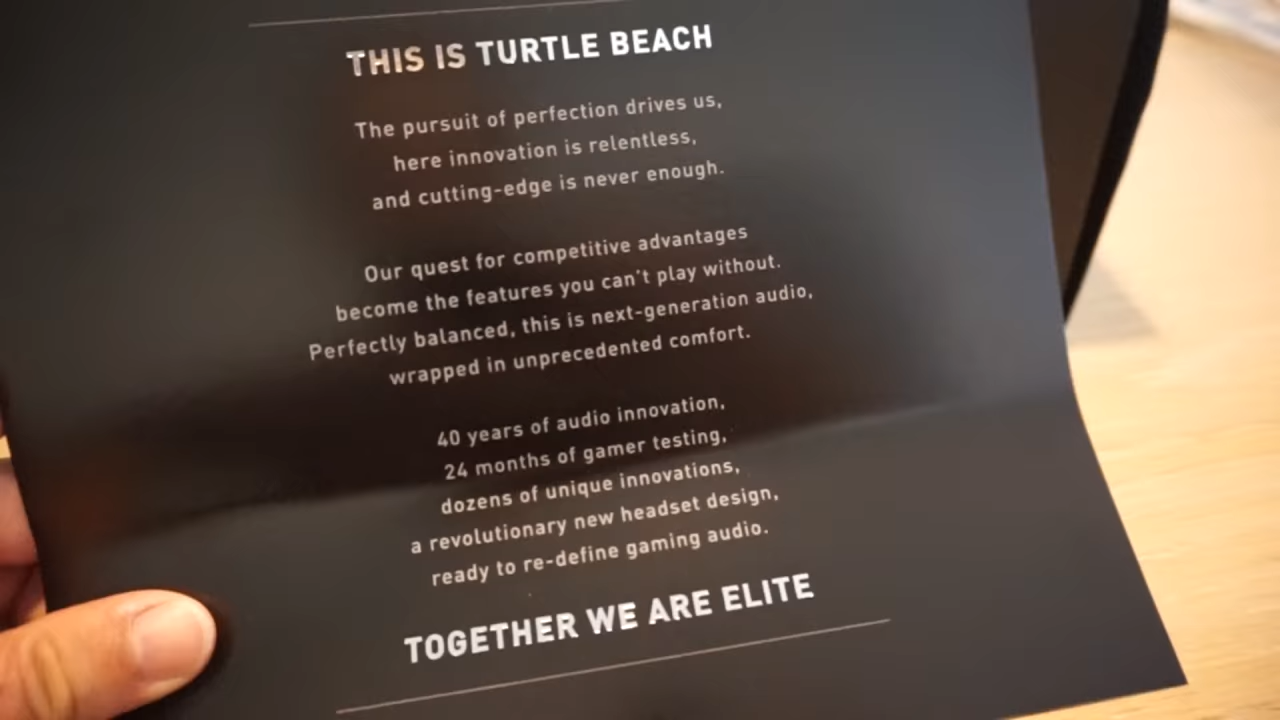 THIS IS TURTLE BEACH
The pursuit of perfection drives us,
here innovation is relentless,
and cutting-edge is never enough.
Our quest for competitive advantages
become the features you can't play without.
Perfectly balanced, this is next-generation audio,
wrapped in unprecedented comfort.
40 years of audio innovation,
24 months of gamer testing,
dozens of unique innovations,
a revolutionary new headset design,
ready to re-define gaming audio.
TOGETHER WE ARE ELITE